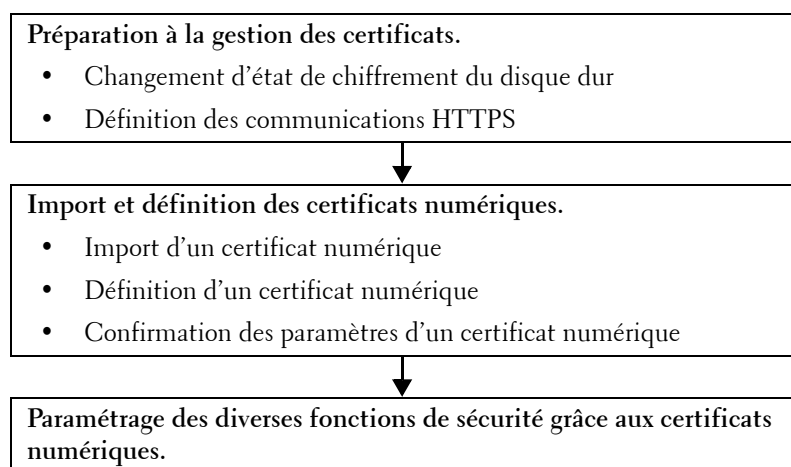 Préparation à la gestion des certificats.
• Changement d’état de chiffrement du disque dur
• Définition des communications HTTPS
Import et définition des certificats numériques.
• Import d’un certificat numérique
• Définition d’un certificat numérique
• Confirmation des paramètres d’un certificat numérique
Paramétrage des diverses fonctions de sécurité grâce aux certificats
numériques.